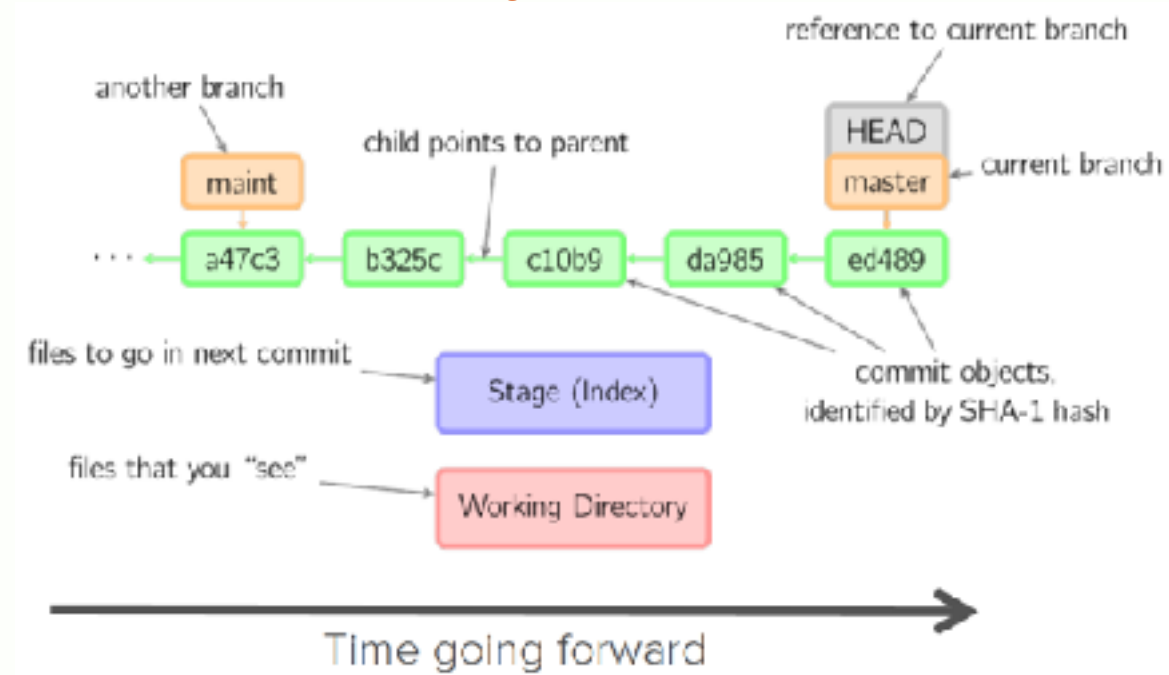 reference to current branch
another branch
HEAD
child points to parent
maint
master
current branch
... a47c3 b325c c10b9 da985 ed489
files to go in next commit
Stage (Index)
commit objects,
identified by SHA-1 hash
files that you “see”
Working Directory
Time going forward